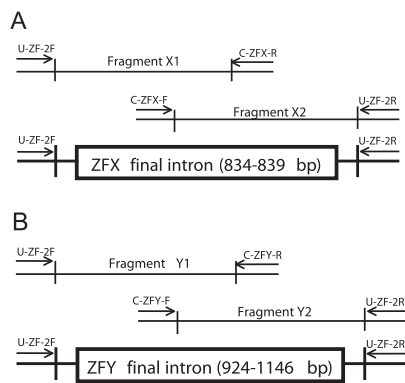 A
U-ZF-2F
Fragment X1
C-ZFX-R
C-ZFX-F
Fragment X2
U-ZF-2R
U-ZF-2F
ZFX final intron (834-839 bp)
U-ZF-2R
B
U-ZF-2F
Fragment Y1
C-ZFY-R
C-ZFY-F
Fragment Y2
U-ZF-2R
U-ZF-2F
ZFY final intron (924-1146 bp)
U-ZF-2R